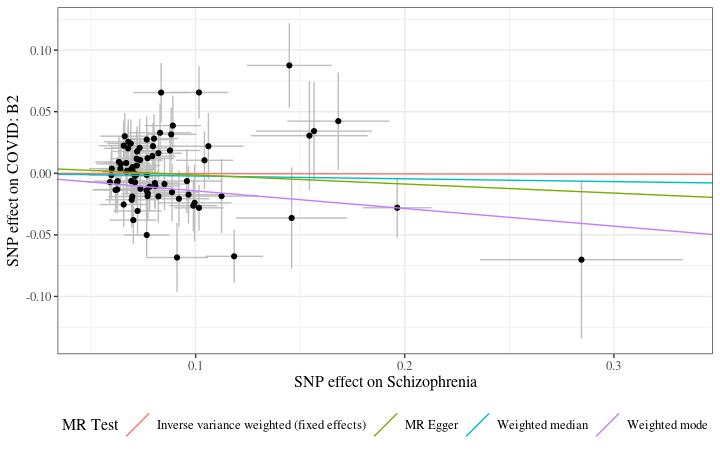 0.10
0.05
0.00
-0.05
-0.10
SNP effect on COVID: B2
0.1
0.2
0.3
SNP effect on Schizophrenia
MR Test
Inverse variance weighted (fixed effects)
MR Egger
Weighted median
Weighted mode